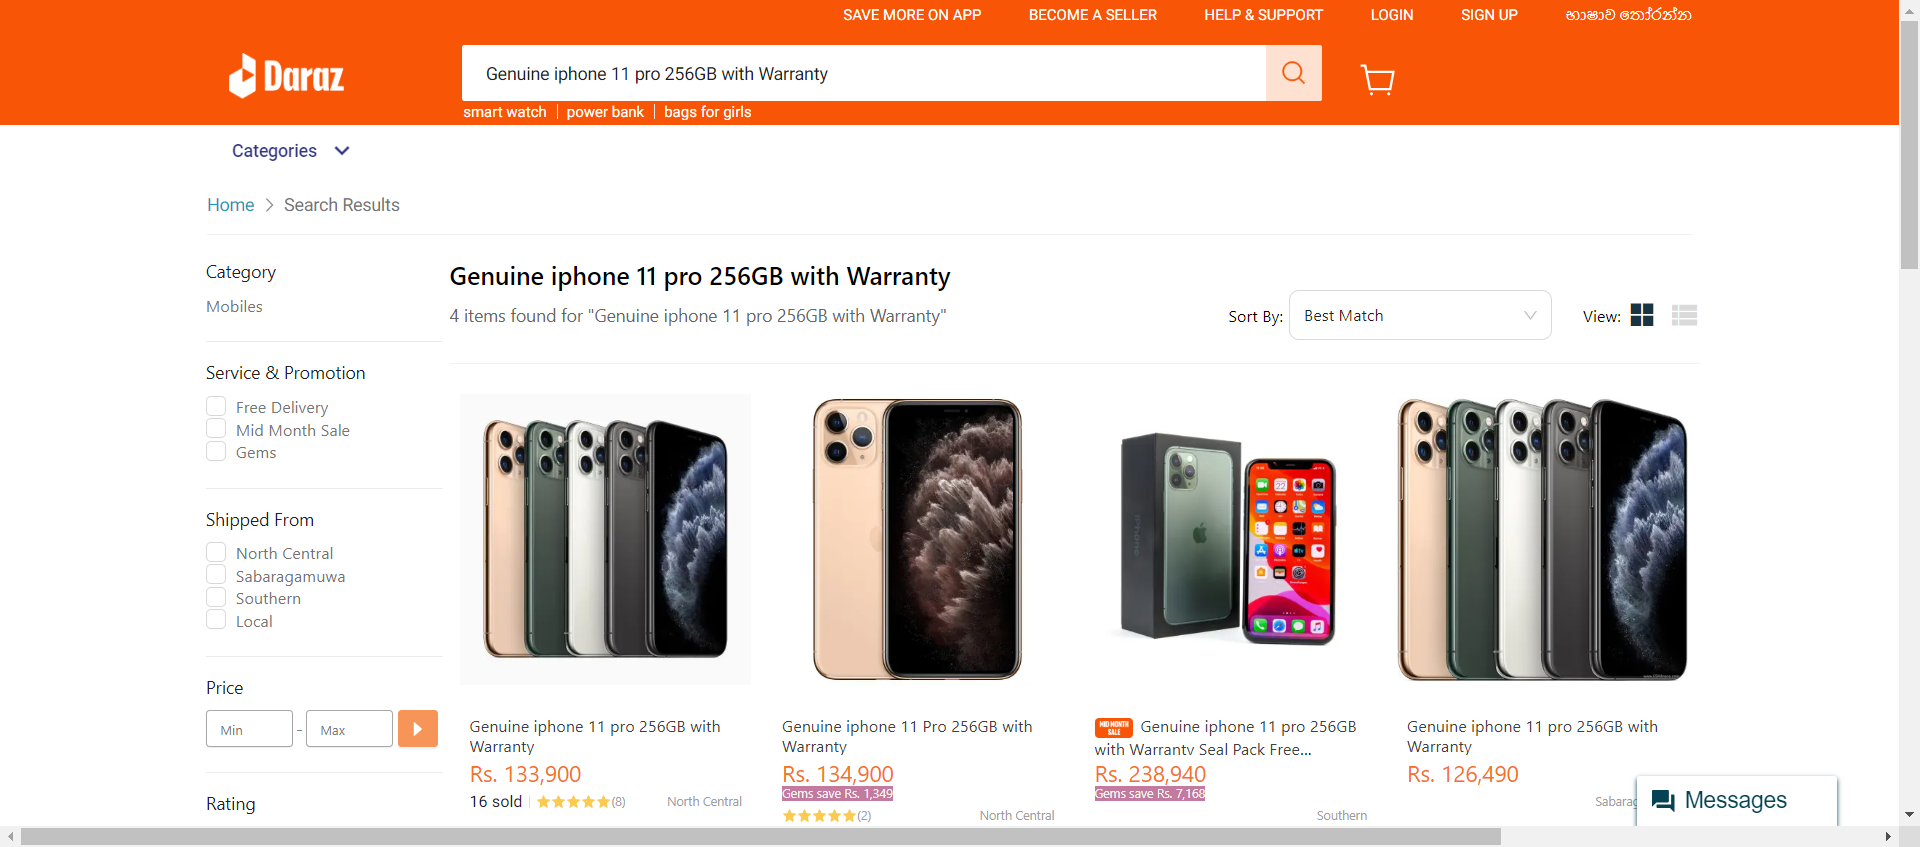 SAVE MORE ON APP BECOME A SELLER HELP & SUPPORT LOGIN SIGN UP භාෂාව තෝරන්න
Daraz
Genuine iphone 11 pro 256GB with Warranty
smart watch power bank bags for girls
Categories
Home Search Results
Category
Mobiles
Service & Promotion
Free Delivery
Mid Month Sale
Gems
Shipped From
North Central
Sabaragamuwa
Southern
Local
Price
Min - Max
Rating
Genuine iphone 11 pro 256GB with Warranty
4 items found for "Genuine iphone 11 pro 256GB with Warranty"
Sort By: Best Match View:
Genuine iphone 11 pro 256GB with
Warranty
Rs. 133,900
16 sold (8) North Central
Genuine iphone 11 Pro 256GB with
Warranty
Rs. 134,900
Gems save Rs. 1,349
(2) North Central
MID MONTH
SALE
Genuine iphone 11 pro 256GB
with Warranty Seal Pack Free...
Rs. 238,940
Gems save Rs. 7,168
Southern
Genuine iphone 11 pro 256GB with
Warranty
Rs. 126,490
Messages